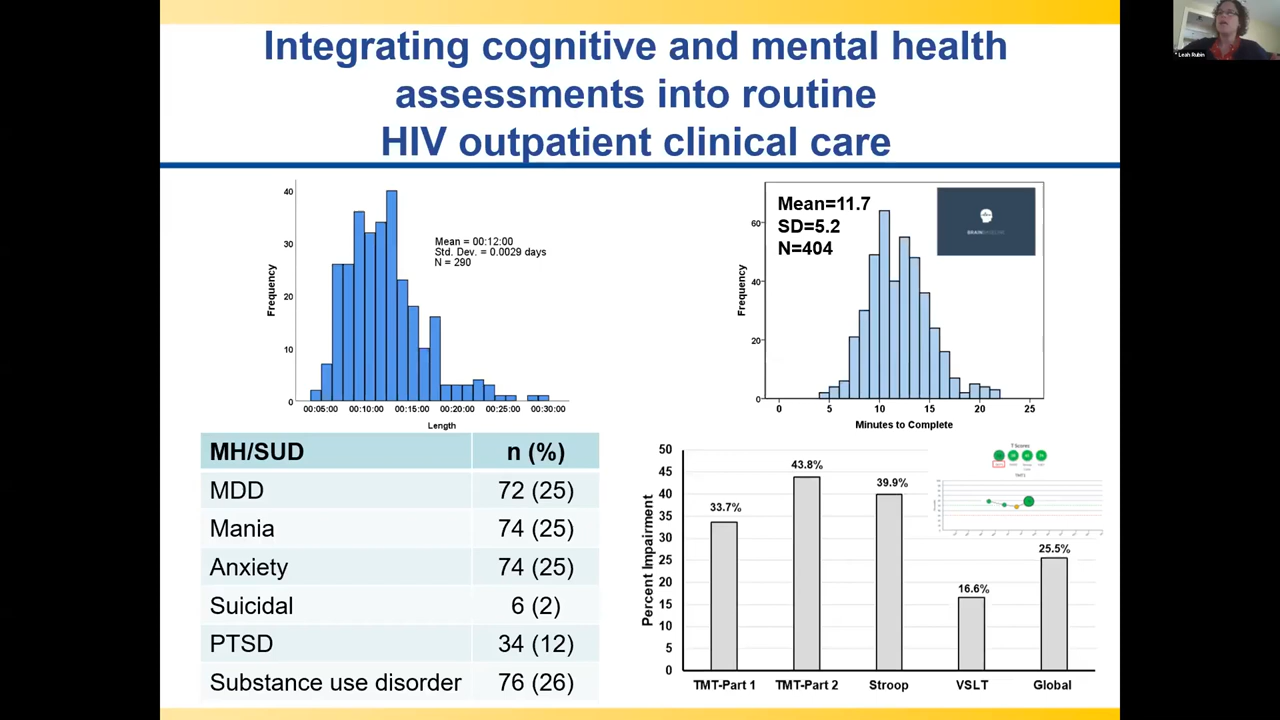 Integrating cognitive and mental health
assessments into routine
HIV outpatient clinical care
* Leah Rubin
40
30
20
10
0
Frequency
Mean = 00:12:00
Std. Dev. = 0.0029 days
N = 290
00:05:00 00:10:00 00:15:00 00:20:00 00:25:00 00:30:00
Length
Mean=11.7
SD=5.2
N=404
60
40
20
0
Frequency
0 5 10 15 20 25
Minutes to Complete
MH/SUD n (%)
MDD 72 (25)
Mania 74 (25)
Anxiety 74 (25)
Suicidal 6 (2)
PTSD 34 (12)
Substance use disorder 76 (26)
50
45
40
35
30
25
20
15
10
5
0
Percent Impairment
33.7%
43.8%
39.9%
16.6%
25.5%
TMT-Part 1 TMT-Part 2 Stroop VSLT Global
T Scores